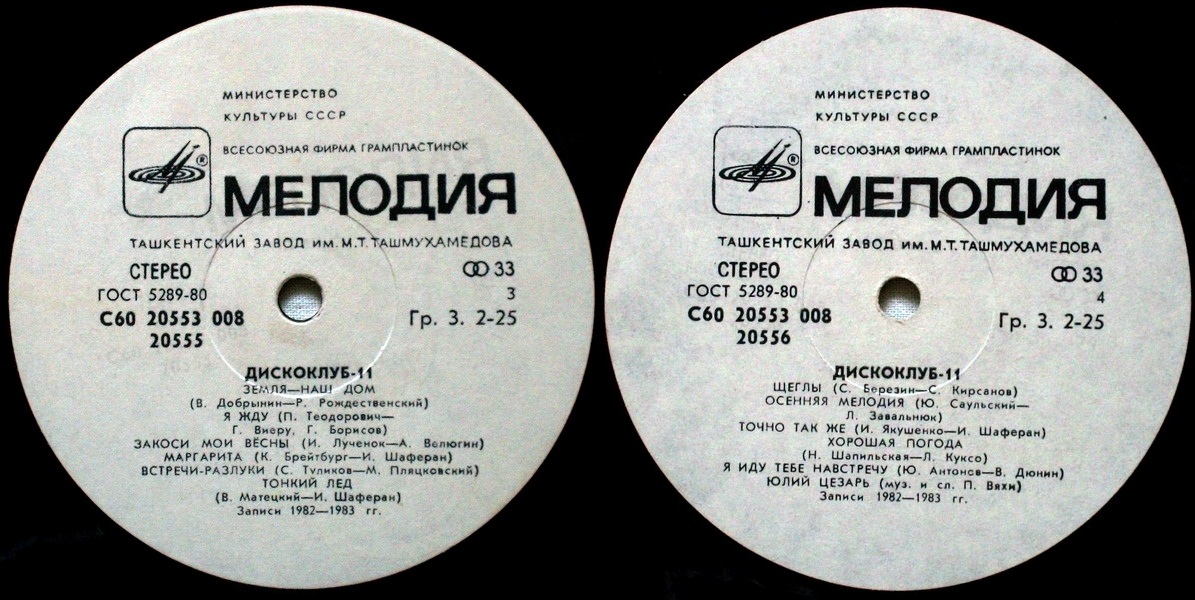 МИНИСТЕРСТВО
КУЛЬТУРЫ СССР
ВСЕСОЮЗНАЯ ФИРМА ГРАМПЛАСТИНОК
®
МЕЛОДИЯ
ТАШКЕНТСКИЙ ЗАВОД ИМ. М. Т. ТАШМУХАМЕДОВА
СТЕРЕО
33
ГОСТ 5289-80
3
С60 20553 008
Гр. 3. 2-25
20555
ДИСКОКЛУБ-11
ЗЕМЛЯ—НАШ ДОМ
(В. Добрынин—Р. Рождественский)
Я ЖДУ (П. Теодорович—
Г. Виеру, Г. Борисов)
ЗАКОСИ МОИ ВЁСНЫ (И. Лученок—А. Велюгин)
МАРГАРИТА (К. Брейтбург—И. Шаферан)
ВСТРЕЧИ-РАЗЛУКИ (С. Туликов—М. Пляцковский)
ТОНКИЙ ЛЕД
(В. Матецкий—И. Шаферан)
Записи 1982—1983 гг.
МИНИСТЕРСТВО
КУЛЬТУРЫ СССР
ВСЕСОЮЗНАЯ ФИРМА ГРАМПЛАСТИНОК
®
МЕЛОДИЯ
ТАШКЕНТСКИЙ ЗАВОД ИМ. М. Т. ТАШМУХАМЕДОВА
СТЕРЕО
33
ГОСТ 5289-80
4
С60 20553 008
Гр. 3. 2-25
20556
ДИСКОКЛУБ-11
ЩЕГЛЫ (С. Березин—С. Кирсанов)
ОСЕННЯЯ МЕЛОДИЯ (Ю. Саульский—
Л. Завальнюк)
ТОЧНО ТАК ЖЕ (И. Якушенко—И. Шаферан)
ХОРОШАЯ ПОГОДА
(Н. Шапильская—Л. Куксо)
Я ИДУ ТЕБЕ НАВСТРЕЧУ (Ю. Антонов—В. Дюнин)
ЮЛИЙ ЦЕЗАРЬ (муз. и сл. П. Вяхи)
Записи 1982—1983 гг.